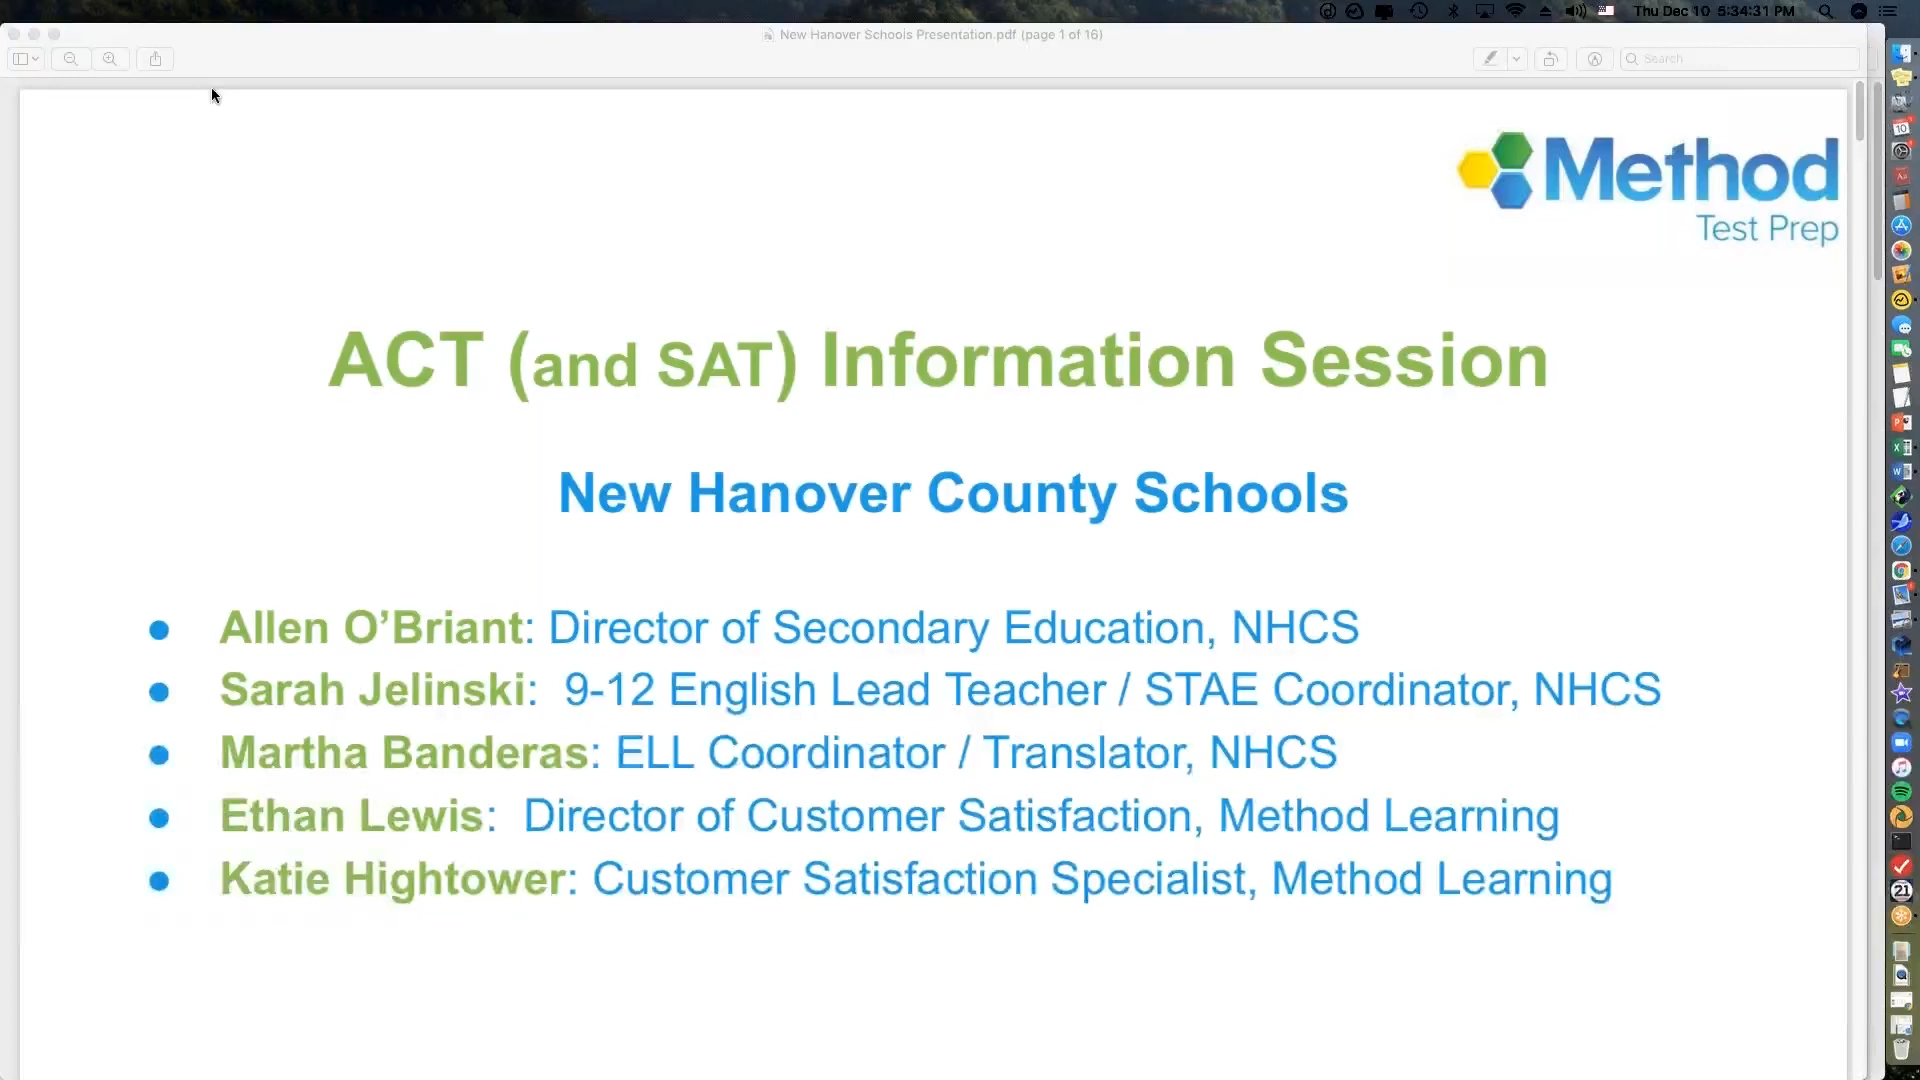 Thu Dec 10 5:34:31 PM
New Hanover Schools Presentation.pdf (page 1 of 16)
Search
Method
Test Prep
ACT (and SAT) Information Session
New Hanover County Schools
● Allen O’Briant: Director of Secondary Education, NHCS
● Sarah Jelinski: 9-12 English Lead Teacher / STAE Coordinator, NHCS
● Martha Banderas: ELL Coordinator / Translator, NHCS
● Ethan Lewis: Director of Customer Satisfaction, Method Learning
● Katie Hightower: Customer Satisfaction Specialist, Method Learning
10
21